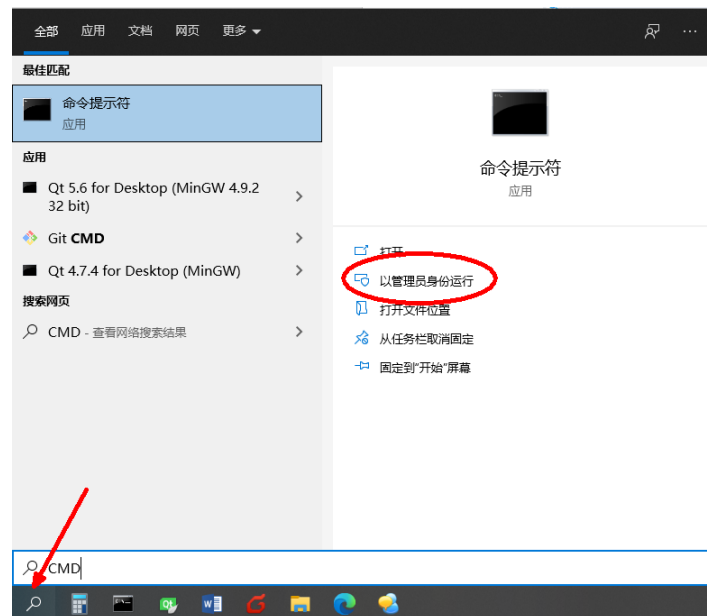 全部 应用 文档 网页 更多
最佳匹配
命令提示符
应用
应用
Qt 5.6 for Desktop (MinGW 4.9.2
32 bit)
Git CMD
Qt 4.7.4 for Desktop (MinGW)
搜索网页
CMD - 查看网络搜索结果
命令提示符
应用
打开
以管理员身份运行
打开文件位置
从任务栏取消固定
固定到"开始"屏幕
CMD